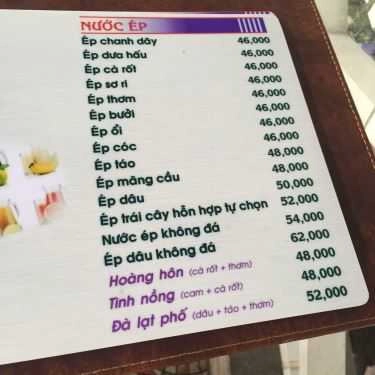 NƯỚC ÉP
Ép chanh dây 46,000
Ép dưa hấu 46,000
Ép cà rốt 46,000
Ép sơ ri 46,000
Ép thơm 46,000
Ép bưởi 46,000
Ép ổi 46,000
Ép cóc 46,000
Ép táo 48,000
Ép mãng cầu 48,000
Ép dâu 50,000
Ép trái cây hỗn hợp tự chọn 52,000
Nước ép không đá 54,000
Ép dâu không đá 62,000
Hoàng hôn (cà rốt + thơm) 48,000
Tình nồng (cam + cà rốt) 48,000
Đà lạt phố (dâu + táo + thơm) 52,000